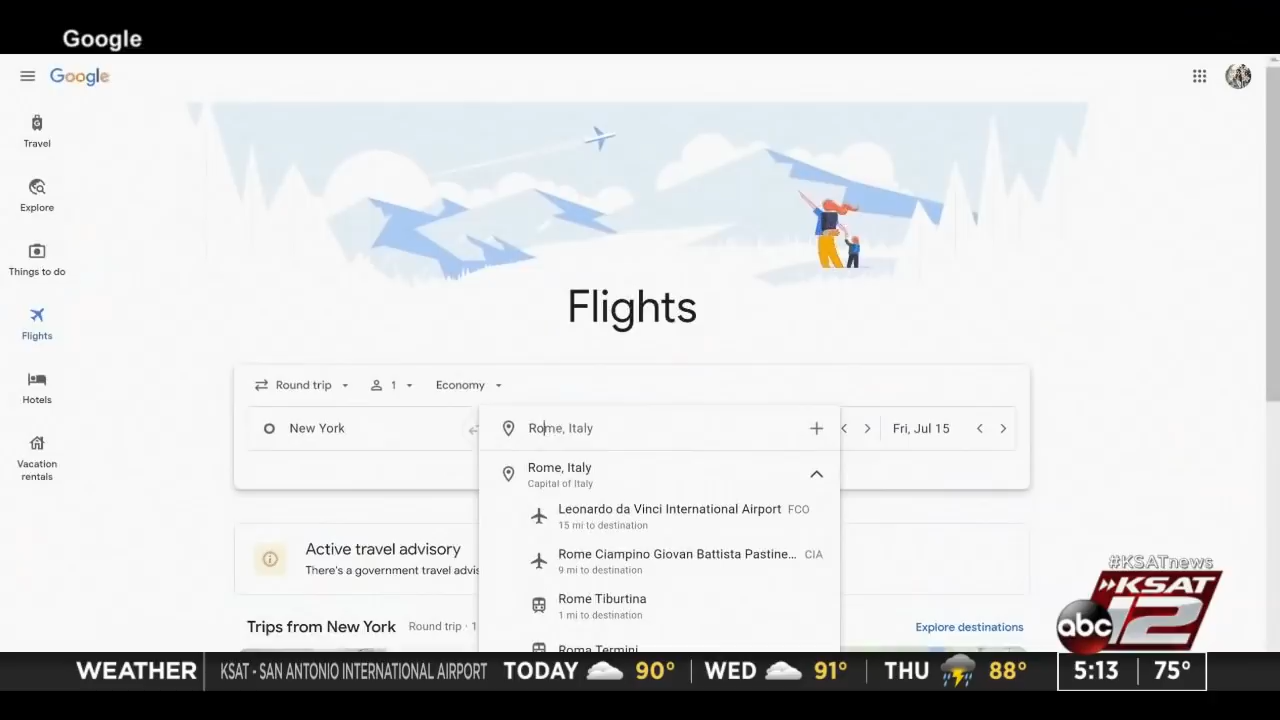 Google
Google
Travel
Explore
Things to do
Flights
Hotels
Vacation
rentals
Flights
Round trip
1
Economy
New York
Rome, Italy
Fri, Jul 15
Rome, Italy
Capital of Italy
Leonardo da Vinci International Airport FCO
15 mi to destination
Rome Ciampino Giovan Battista Pastine... CIA
9 mi to destination
Rome Tiburtina
1 mi to destination
Roma Termini
Active travel advisory
There's a government travel advis
Trips from New York Round trip · 1
Explore destinations
#KSATnews
KSAT
abc 12
WEATHER KSAT - SAN ANTONIO INTERNATIONAL AIRPORT TODAY 90° WED 91° THU 88° 5:13 75°